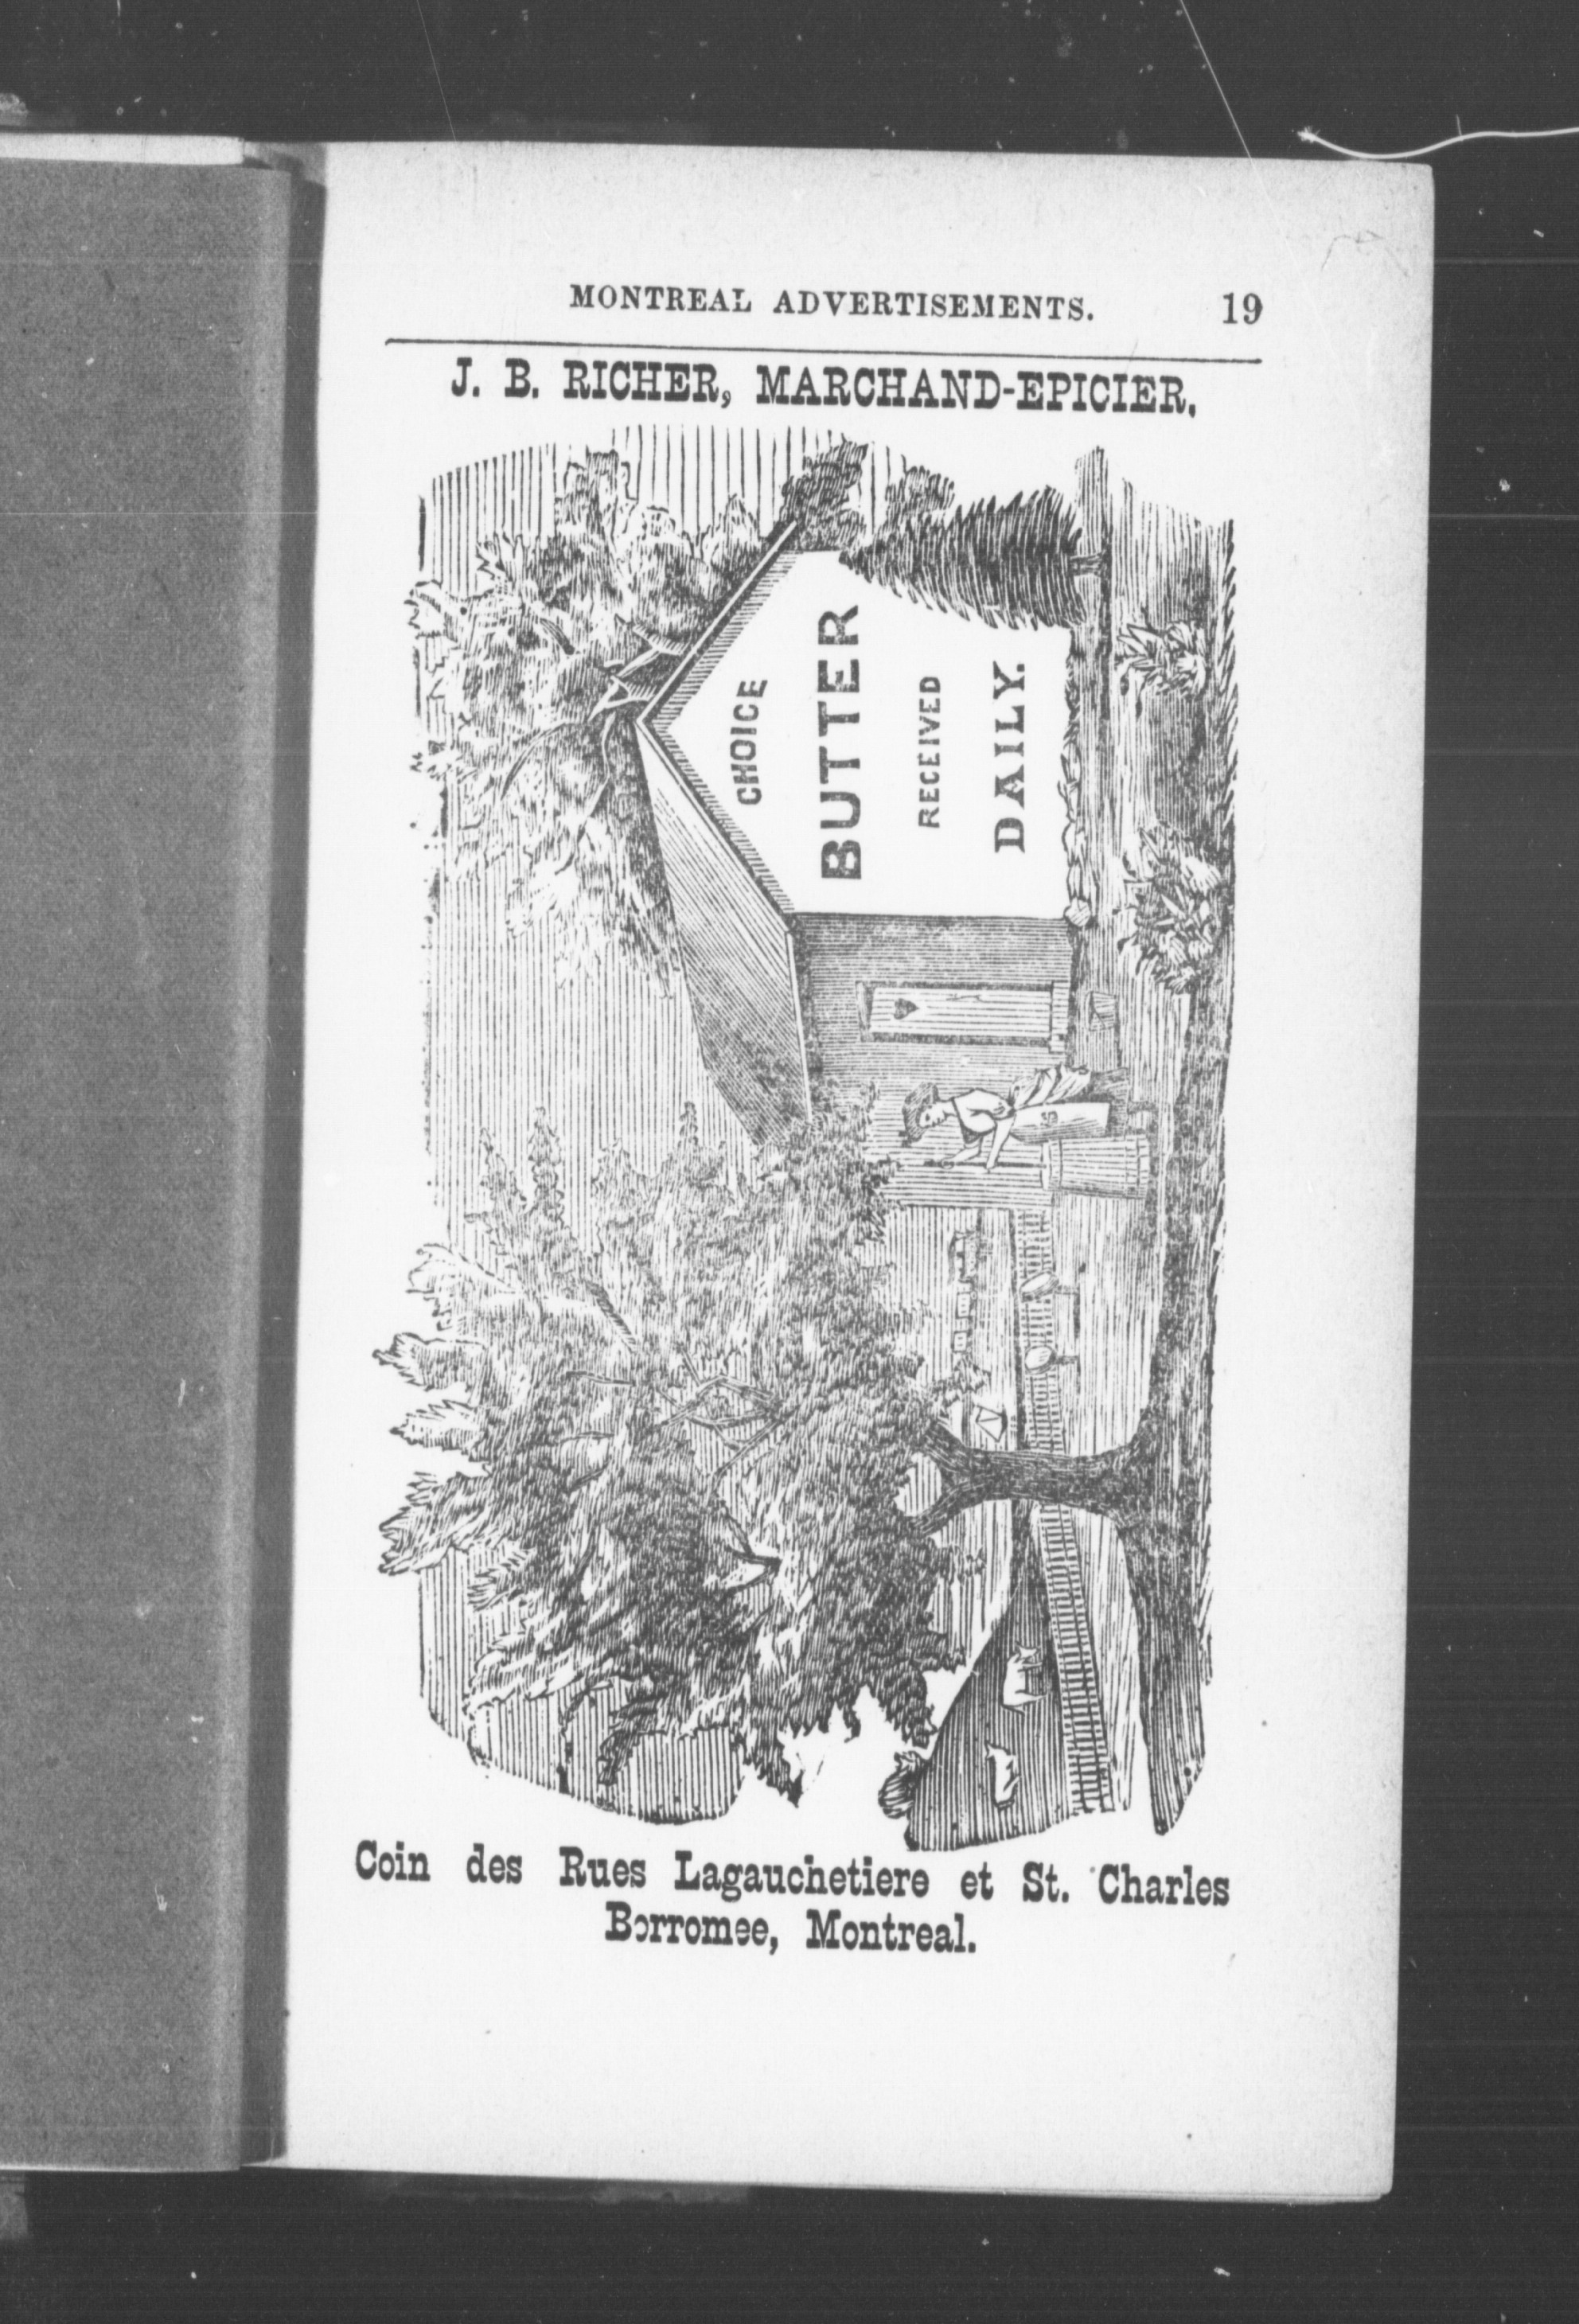 MONTREAL ADVERTISEMENTS. 19
J. B. RICHER, MARCHAND-EPICIER.
CHOICE
BUTTER
RECEIVED
DAILY.
Coin des Rues Lagauchetiere et St. Charles
Borromee, Montreal.